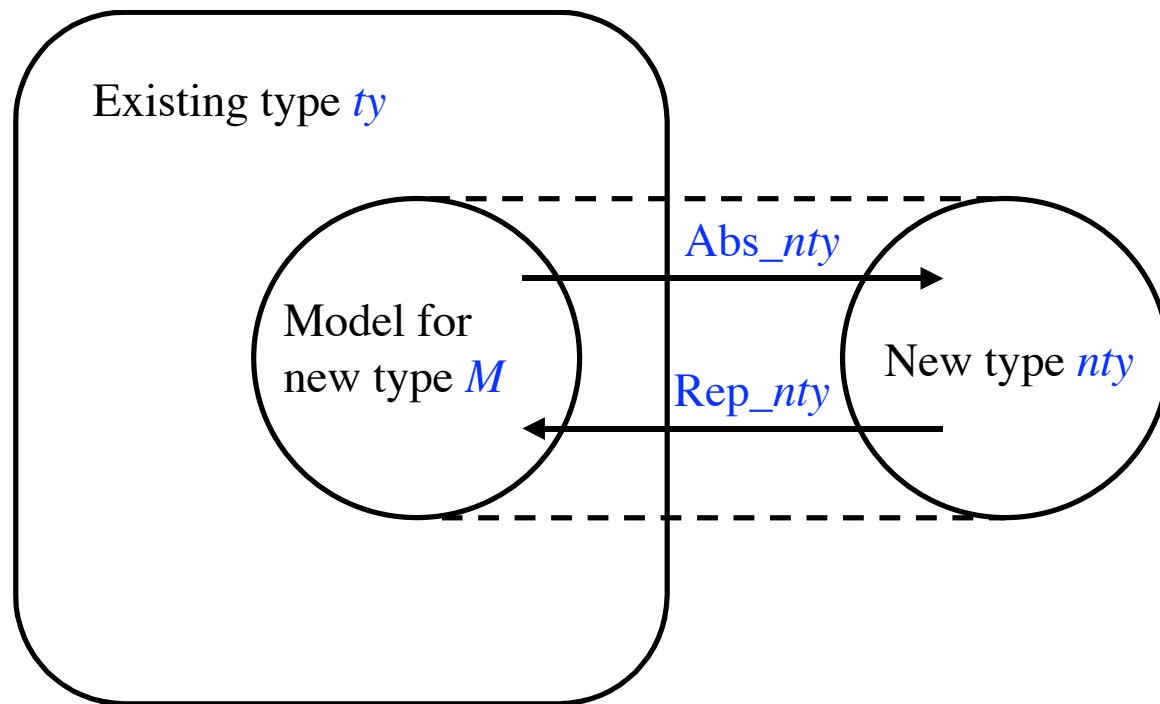 Existing type ty
Abs_nty
Model for
new type M
New type nty
Rep_nty